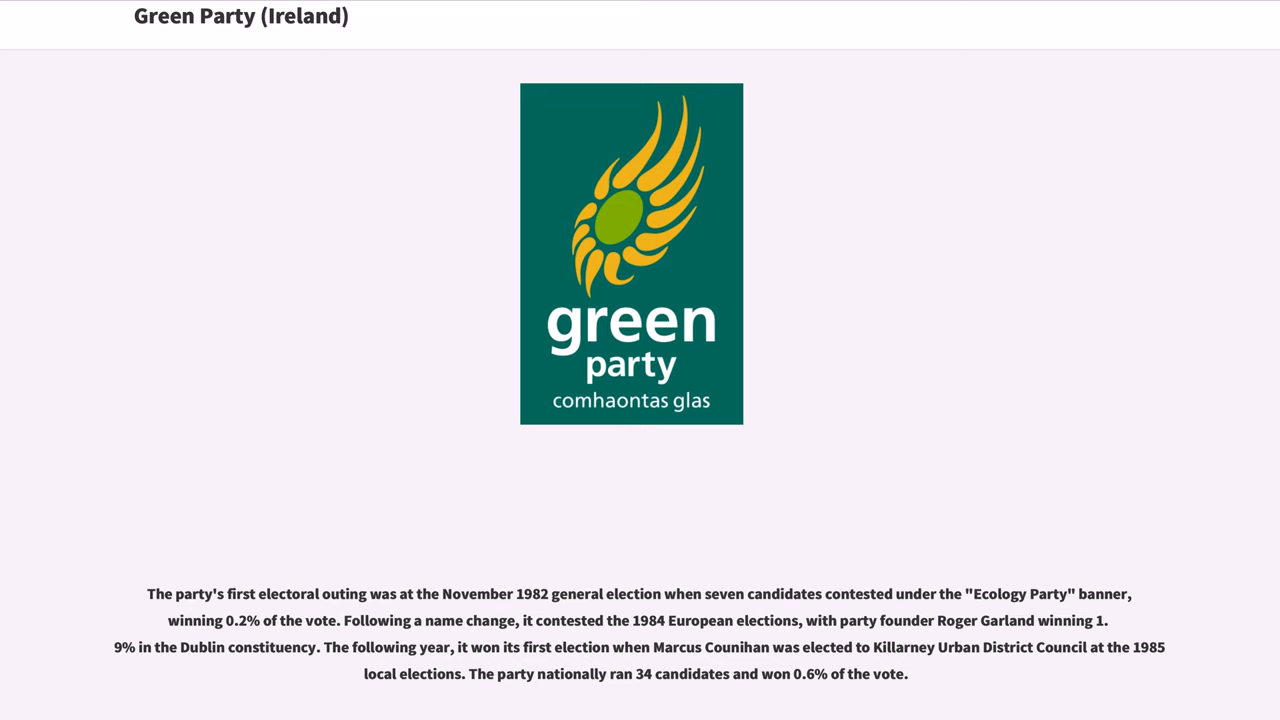 Green Party (Ireland)
green
party
comhaontas glas
The party's first electoral outing was at the November 1982 general election when seven candidates contested under the "Ecology Party" banner,
winning 0.2% of the vote. Following a name change, it contested the 1984 European elections, with party founder Roger Garland winning 1.
9% in the Dublin constituency. The following year, it won its first election when Marcus Counihan was elected to Killarney Urban District Council at the 1985
local elections. The party nationally ran 34 candidates and won 0.6% of the vote.